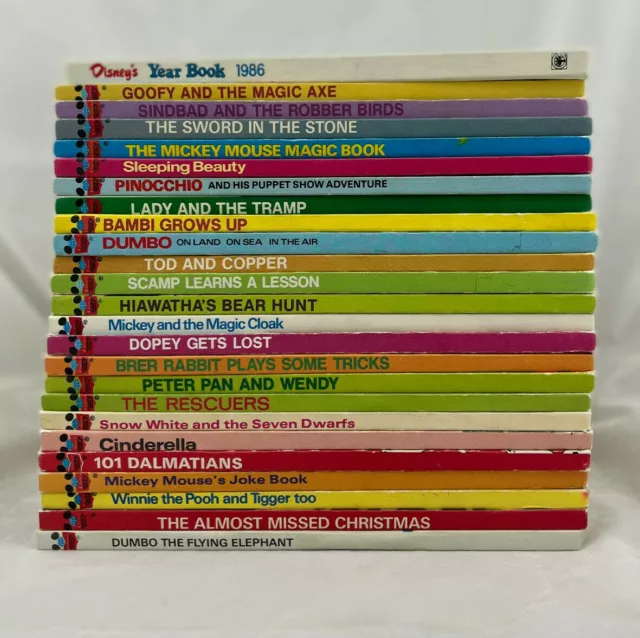 Disney's Year Book 1986
GOOFY AND THE MAGIC AXE
SINDBAD AND THE ROBBER BIRDS
THE SWORD IN THE STONE
THE MICKEY MOUSE MAGIC BOOK
Sleeping Beauty
PINOCCHIO AND HIS PUPPET SHOW ADVENTURE
LADY AND THE TRAMP
BAMBI GROWS UP
DUMBO ON LAND ON SEA IN THE AIR
TOD AND COPPER
SCAMP LEARNS A LESSON
HIAWATHA'S BEAR HUNT
Mickey and the Magic Cloak
DOPEY GETS LOST
BRER RABBIT PLAYS SOME TRICKS
PETER PAN AND WENDY
THE RESCUERS
Snow White and the Seven Dwarfs
Cinderella
101 DALMATIANS
Mickey Mouse's Joke Book
Winnie the Pooh and Tigger too
THE ALMOST MISSED CHRISTMAS
DUMBO THE FLYING ELEPHANT